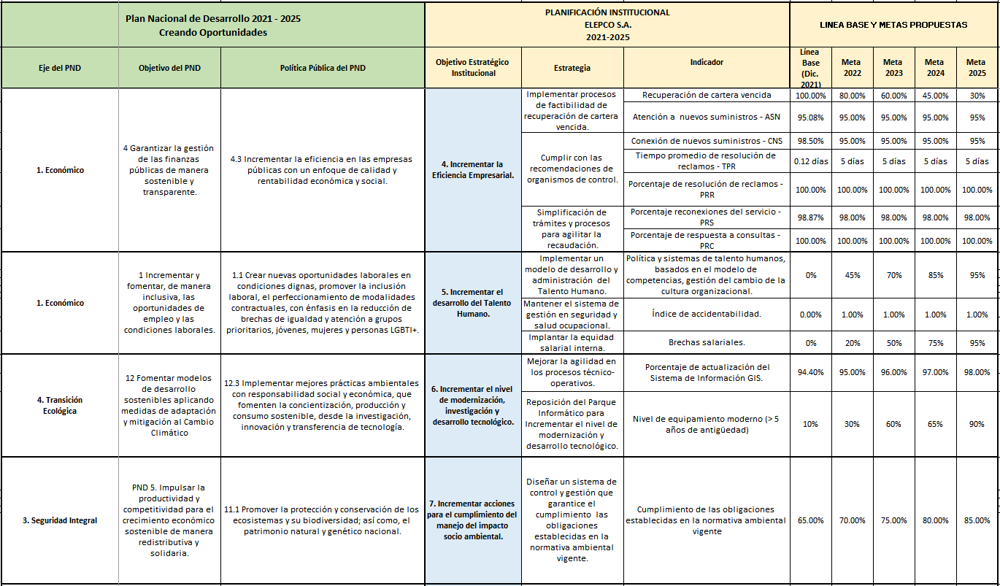 Plan Nacional de Desarrollo 2021 - 2025
Creando Oportunidades
PLANIFICACIÓN INSTITUCIONAL
ELEPCO S.A.
2021-2025
LINEA BASE Y METAS PROPUESTAS
Eje del PND
Objetivo del PND
Política Pública del PND
Objetivo Estratégico
Institucional
Estrategia
Indicador
Línea
Base
(Dic.
2021)
Meta
2022
Meta
2023
Meta
2024
Meta
2025
1. Económico
4 Garantizar la gestión
de las finanzas
públicas de manera
sostenible y
transparente.
4.3 Incrementar la eficiencia en las empresas
públicas con un enfoque de calidad y
rentabilidad económica y social.
4. Incrementar la
Eficiencia Empresarial.
Implementar procesos
de factibilidad de
recuperación de cartera
vencida.
Recuperación de cartera vencida
100.00% 80.00% 60.00% 45.00% 30%
Atención a nuevos suministros - ASN
95.08% 95.00% 95.00% 95.00% 95%
Cumplir con las
recomendaciones de
organismos de control.
Conexión de nuevos suministros - CNS
98.50% 95.00% 95.00% 95.00% 95%
Tiempo promedio de resolución de
reclamos - TPR
0.12 días 5 días 5 días 5 días 5 días
Porcentaje de resolución de reclamos -
PRR
100.00% 100.00% 100.00% 100.00% 100.00%
Simplificación de
trámites y procesos
para agilitar la
recaudación.
Porcentaje reconexiones del servicio -
PRS
98.87% 98.00% 98.00% 98.00% 98.00%
Porcentaje de respuesta a consultas -
PRC
100.00% 100.00% 100.00% 100.00% 100.00%
1. Económico
1 Incrementar y
fomentar, de manera
inclusiva, las
oportunidades de
empleo y las
condiciones laborales.
1.1 Crear nuevas oportunidades laborales en
condiciones dignas, promover la inclusión
laboral, el perfeccionamiento de modalidades
contractuales, con énfasis en la reducción de
brechas de igualdad y atención a grupos
prioritarios, jóvenes, mujeres y personas LGBTI+.
5. Incrementar el
desarrollo del Talento
Humano.
Implementar un
modelo de desarrollo y
administración del
Talento Humano.
Política y sistemas de talento humanos,
basados en el modelo de
competencias, gestión del cambio de la
cultura organizacional.
0% 45% 70% 85% 95%
Mantener el sistema de
gestión en seguridad y
salud ocupacional.
Índice de accidentabilidad.
0.00% 1.00% 1.00% 1.00% 1.00%
Implantar la equidad
salarial interna.
Brechas salariales.
0% 20% 50% 75% 95%
4. Transición
Ecológica
12 Fomentar modelos
de desarrollo
sostenibles aplicando
medidas de adaptación
y mitigación al Cambio
Climático
12.3 Implementar mejores prácticas ambientales
con responsabilidad social y económica, que
fomenten la concientización, producción y
consumo sostenible, desde la investigación,
innovación y transferencia de tecnología.
6. Incrementar el nivel
de modernización,
investigación y
desarrollo tecnológico.
Mejorar la agilidad en
los procesos técnico-
operativos.
Porcentaje de actualización del
Sistema de Información GIS.
94.40% 95.00% 96.00% 97.00% 98.00%
Reposición del Parque
Informático para
Incrementar el nivel de
modernización y
desarrollo tecnológico.
Nivel de equipamiento moderno (> 5
años de antigüedad)
10% 30% 60% 65% 90%
3. Seguridad Integral
PND 5. Impulsar la
productividad y
competitividad para el
crecimiento económico
sostenible de manera
redistributiva y
solidaria.
11.1 Promover la protección y conservación de los
ecosistemas y su biodiversidad; así como, el
patrimonio natural y genético nacional.
7. Incrementar acciones
para el cumplimiento del
manejo del impacto
socio ambiental.
Diseñar un sistema de
control y gestión que
garantice el
cumplimiento las
obligaciones
establecidas en la
normativa ambiental
vigente.
Cumplimiento de las obligaciones
establecidas en la normativa ambiental
vigente
65.00% 70.00% 75.00% 80.00% 85.00%